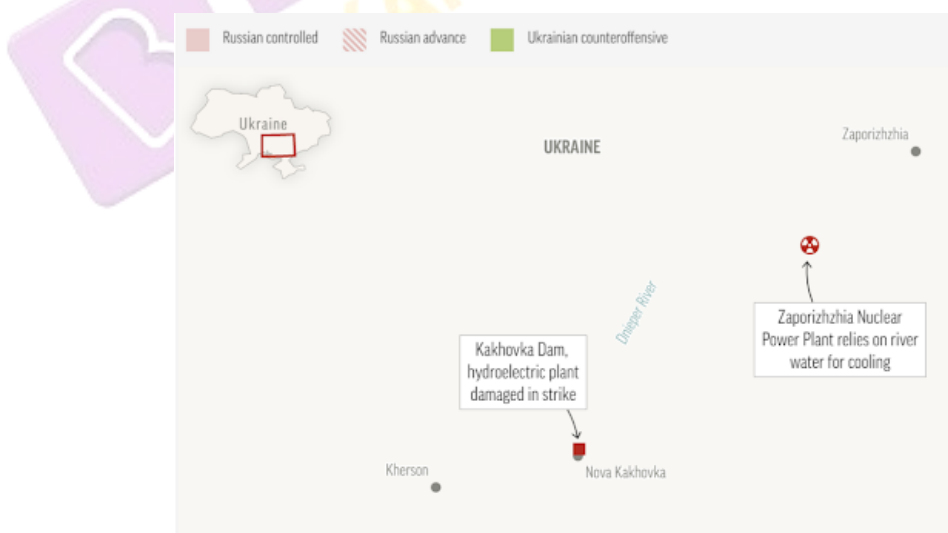 Russian controlled
Russian advance
Ukrainian counteroffensive
Ukraine
UKRAINE
Zaporizhzhia
Dnieper River
Zaporizhzhia Nuclear
Power Plant relies on river
water for cooling
Kakhovka Dam,
hydroelectric plant
damaged in strike
Kherson
Nova Kakhovka